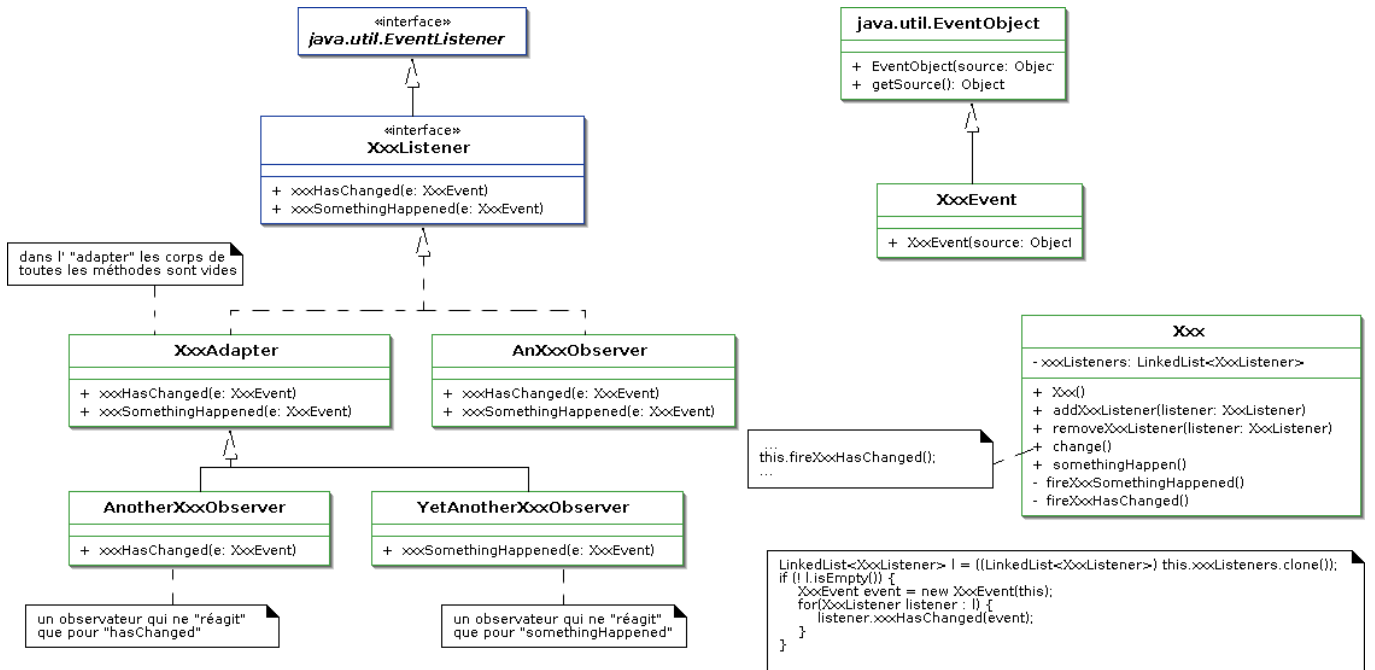 «interface»
java.util.EventListener
java.util.EventObject
+ EventObject(source: Objec
+ getSource(): Object
«interface»
XxxListener
+ xxxHasChanged(e: XxxEvent)
+ xxxSomethingHappened(e: XxxEvent)
XxxEvent
+ XxxEvent(source: Object
dans l' "adapter" les corps de
toutes les méthodes sont vides
XxxAdapter
+ xxxHasChanged(e: XxxEvent)
+ xxxSomethingHappened(e: XxxEvent)
AnXxxObserver
+ xxxHasChanged(e: XxxEvent)
+ xxxSomethingHappened(e: XxxEvent)
Xxx
- xxxListeners: LinkedList<XxxListener>
+ Xxx()
+ addXxxListener(listener: XxxListener)
+ removeXxxListener(listener: XxxListener)
+ change()
+ somethingHappen()
- fireXxxSomethingHappened()
- fireXxxHasChanged()
...
this.fireXxxHasChanged();
...
AnotherXxxObserver
+ xxxHasChanged(e: XxxEvent)
YetAnotherXxxObserver
+ xxxSomethingHappened(e: XxxEvent)
un observateur qui ne "réagit"
que pour "hasChanged"
un observateur qui ne "réagit"
que pour "somethingHappened"
LinkedList<XxxListener> l = ((LinkedList<XxxListener>) this.xxxListeners.clone());
if (! l.isEmpty()) {
XxxEvent event = new XxxEvent(this);
for(XxxListener listener : l) {
listener.xxxHasChanged(event);
}
}